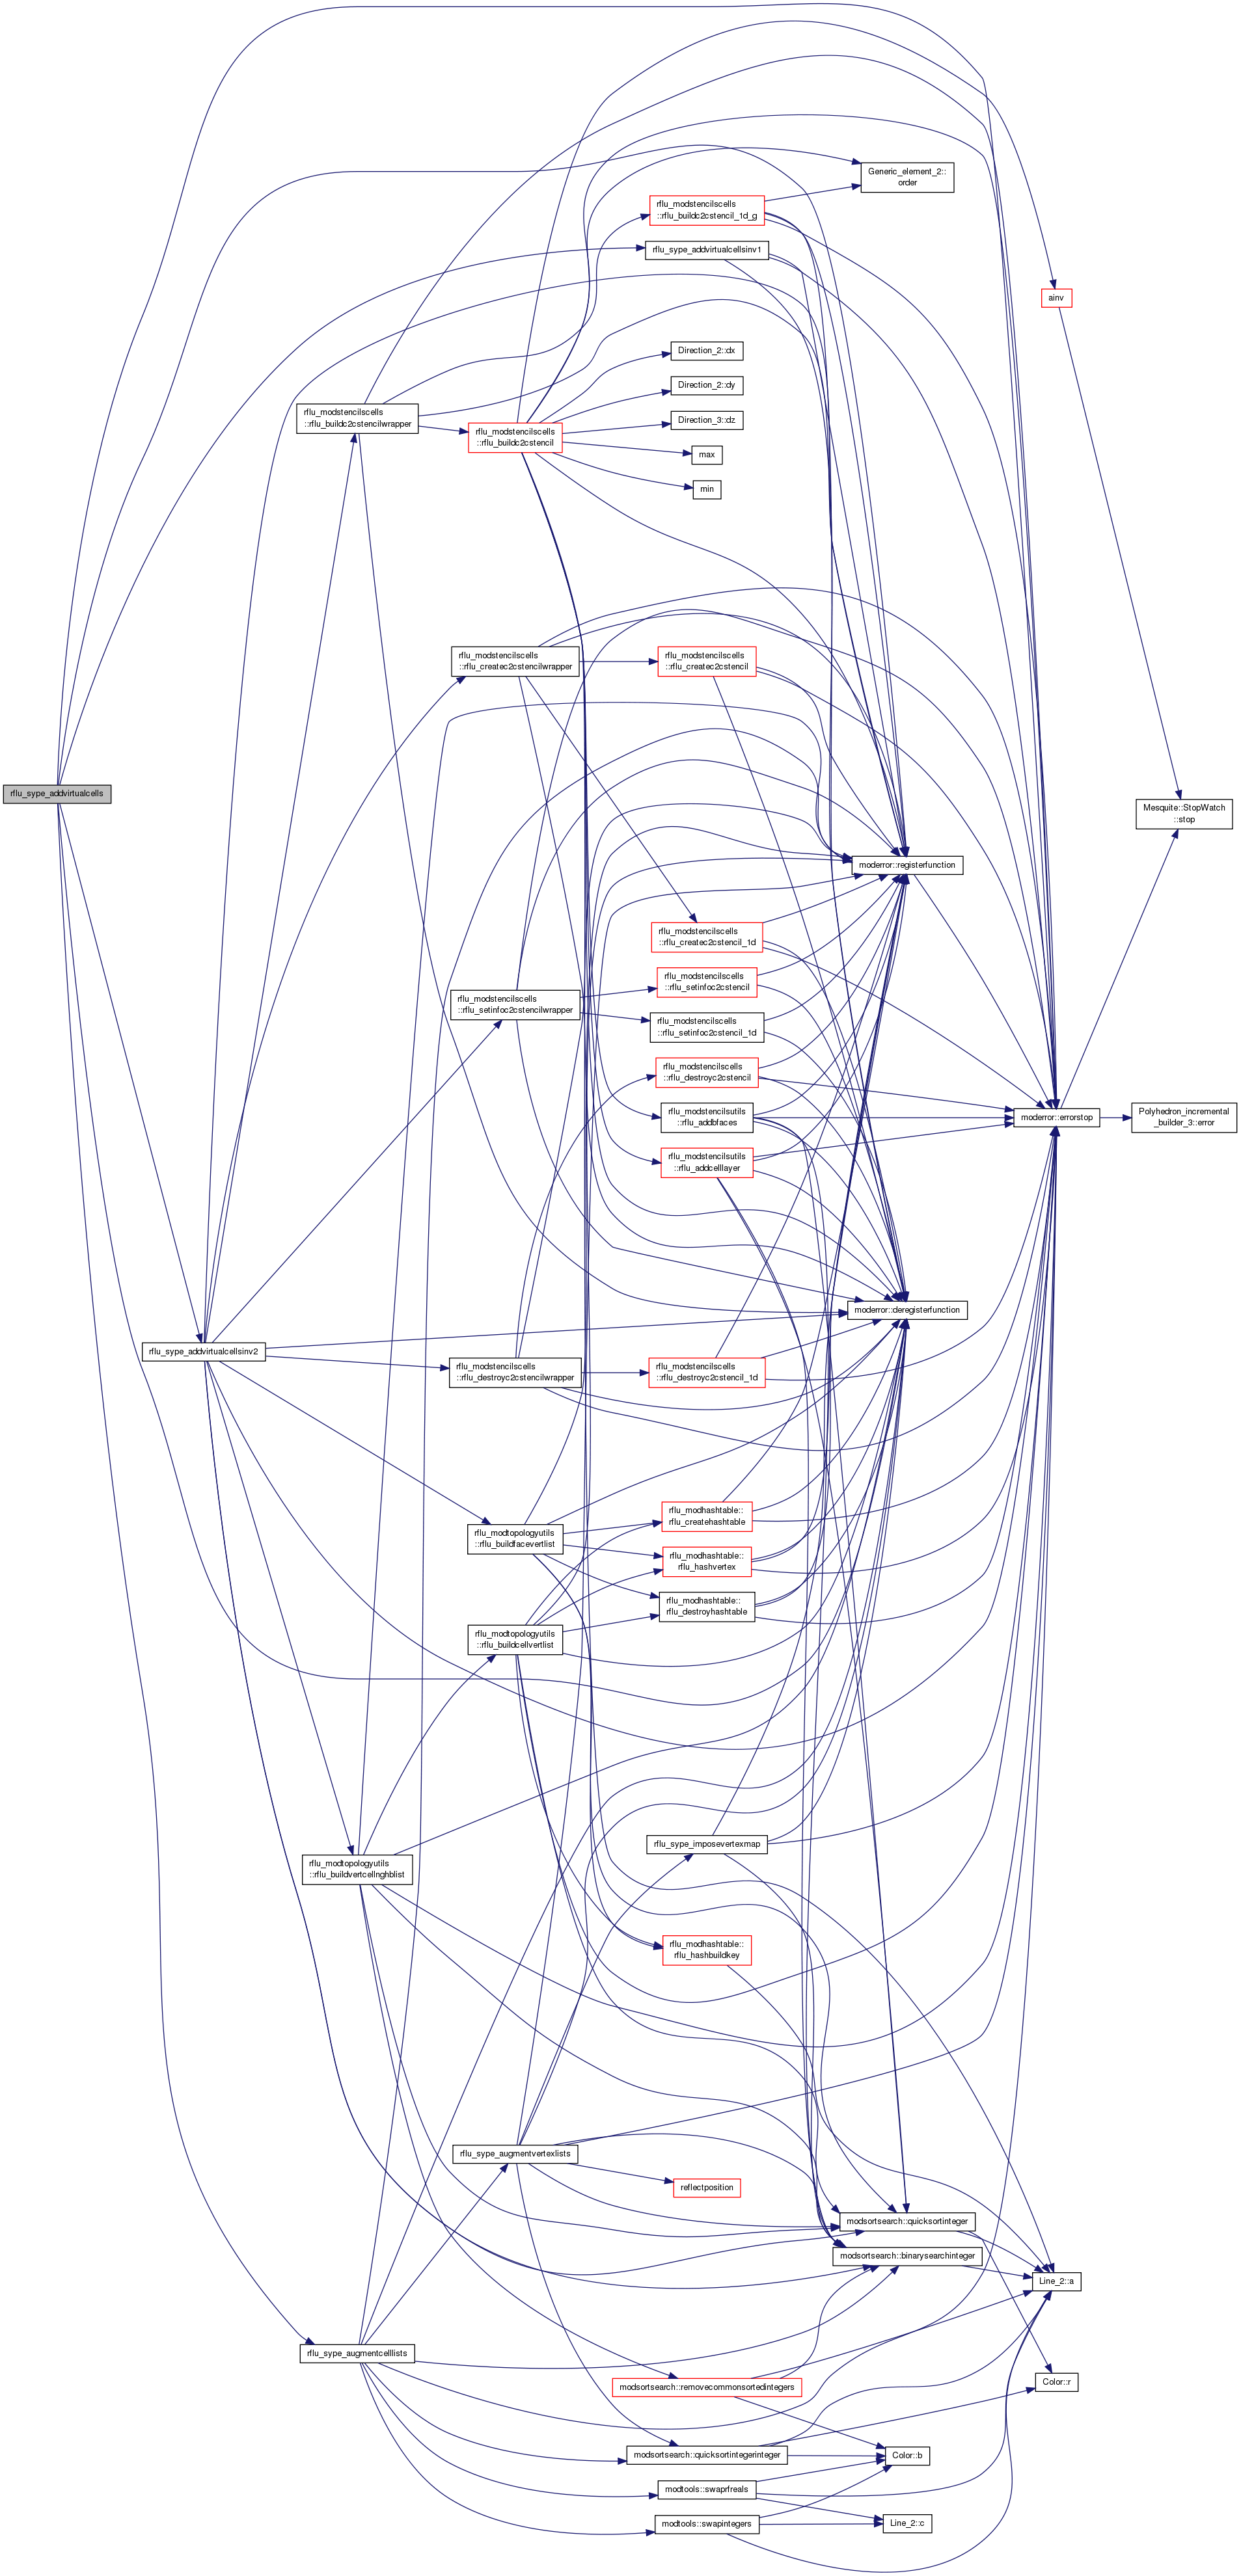 Generic_element_2::
order
rflu_modstencilscells
::rflu_buildc2cstencil_1d_g
rflu_sype_addvirtualcellsinv1
ainv
Direction_2::dx
Direction_2::dy
rflu_modstencilscells
::rflu_buildc2cstencilwrapper
Direction_3::dz
rflu_modstencilscells
::rflu_buildc2cstencil
max
min
rflu_modstencilscells
::rflu_createc2cstencilwrapper
rflu_modstencilscells
::rflu_createc2cstencil
rflu_sype_addvirtualcells
Mesquite::StopWatch
::stop
moderror::registerfunction
rflu_modstencilscells
::rflu_createc2cstencil_1d
rflu_modstencilscells
::rflu_setinfoc2cstencil
rflu_modstencilscells
::rflu_setinfoc2cstencilwrapper
rflu_modstencilscells
::rflu_setinfoc2cstencil_1d
rflu_modstencilscells
::rflu_destroyc2cstencil
rflu_modstencilsutils
::rflu_addbfaces
moderror::errorstop
Polyhedron_incremental
_builder_3::error
rflu_modstencilsutils
::rflu_addcelllayer
moderror::deregisterfunction
rflu_sype_addvirtualcellsinv2
rflu_modstencilscells
::rflu_destroyc2cstencilwrapper
rflu_modstencilscells
::rflu_destroyc2cstencil_1d
rflu_modhashtable::
rflu_createhashtable
rflu_modtopologyutils
::rflu_buildfacevertlist
rflu_modhashtable::
rflu_hashvertex
rflu_modhashtable::
rflu_destroyhashtable
rflu_modtopologyutils
::rflu_buildcellvertlist
rflu_sype_imposevertexmap
rflu_modtopologyutils
::rflu_buildvertcellnghblist
rflu_modhashtable::
rflu_hashbuildkey
rflu_sype_augmentvertexlists
reflectposition
modsortsearch::quicksortinteger
modsortsearch::binarysearchinteger
Line_2::a
rflu_sype_augmentcelllists
Color::r
modsortsearch::removecommonsortedintegers
modsortsearch::quicksortintegerinteger
Color::b
modtools::swaprfreals
modtools::swapintegers
Line_2::c